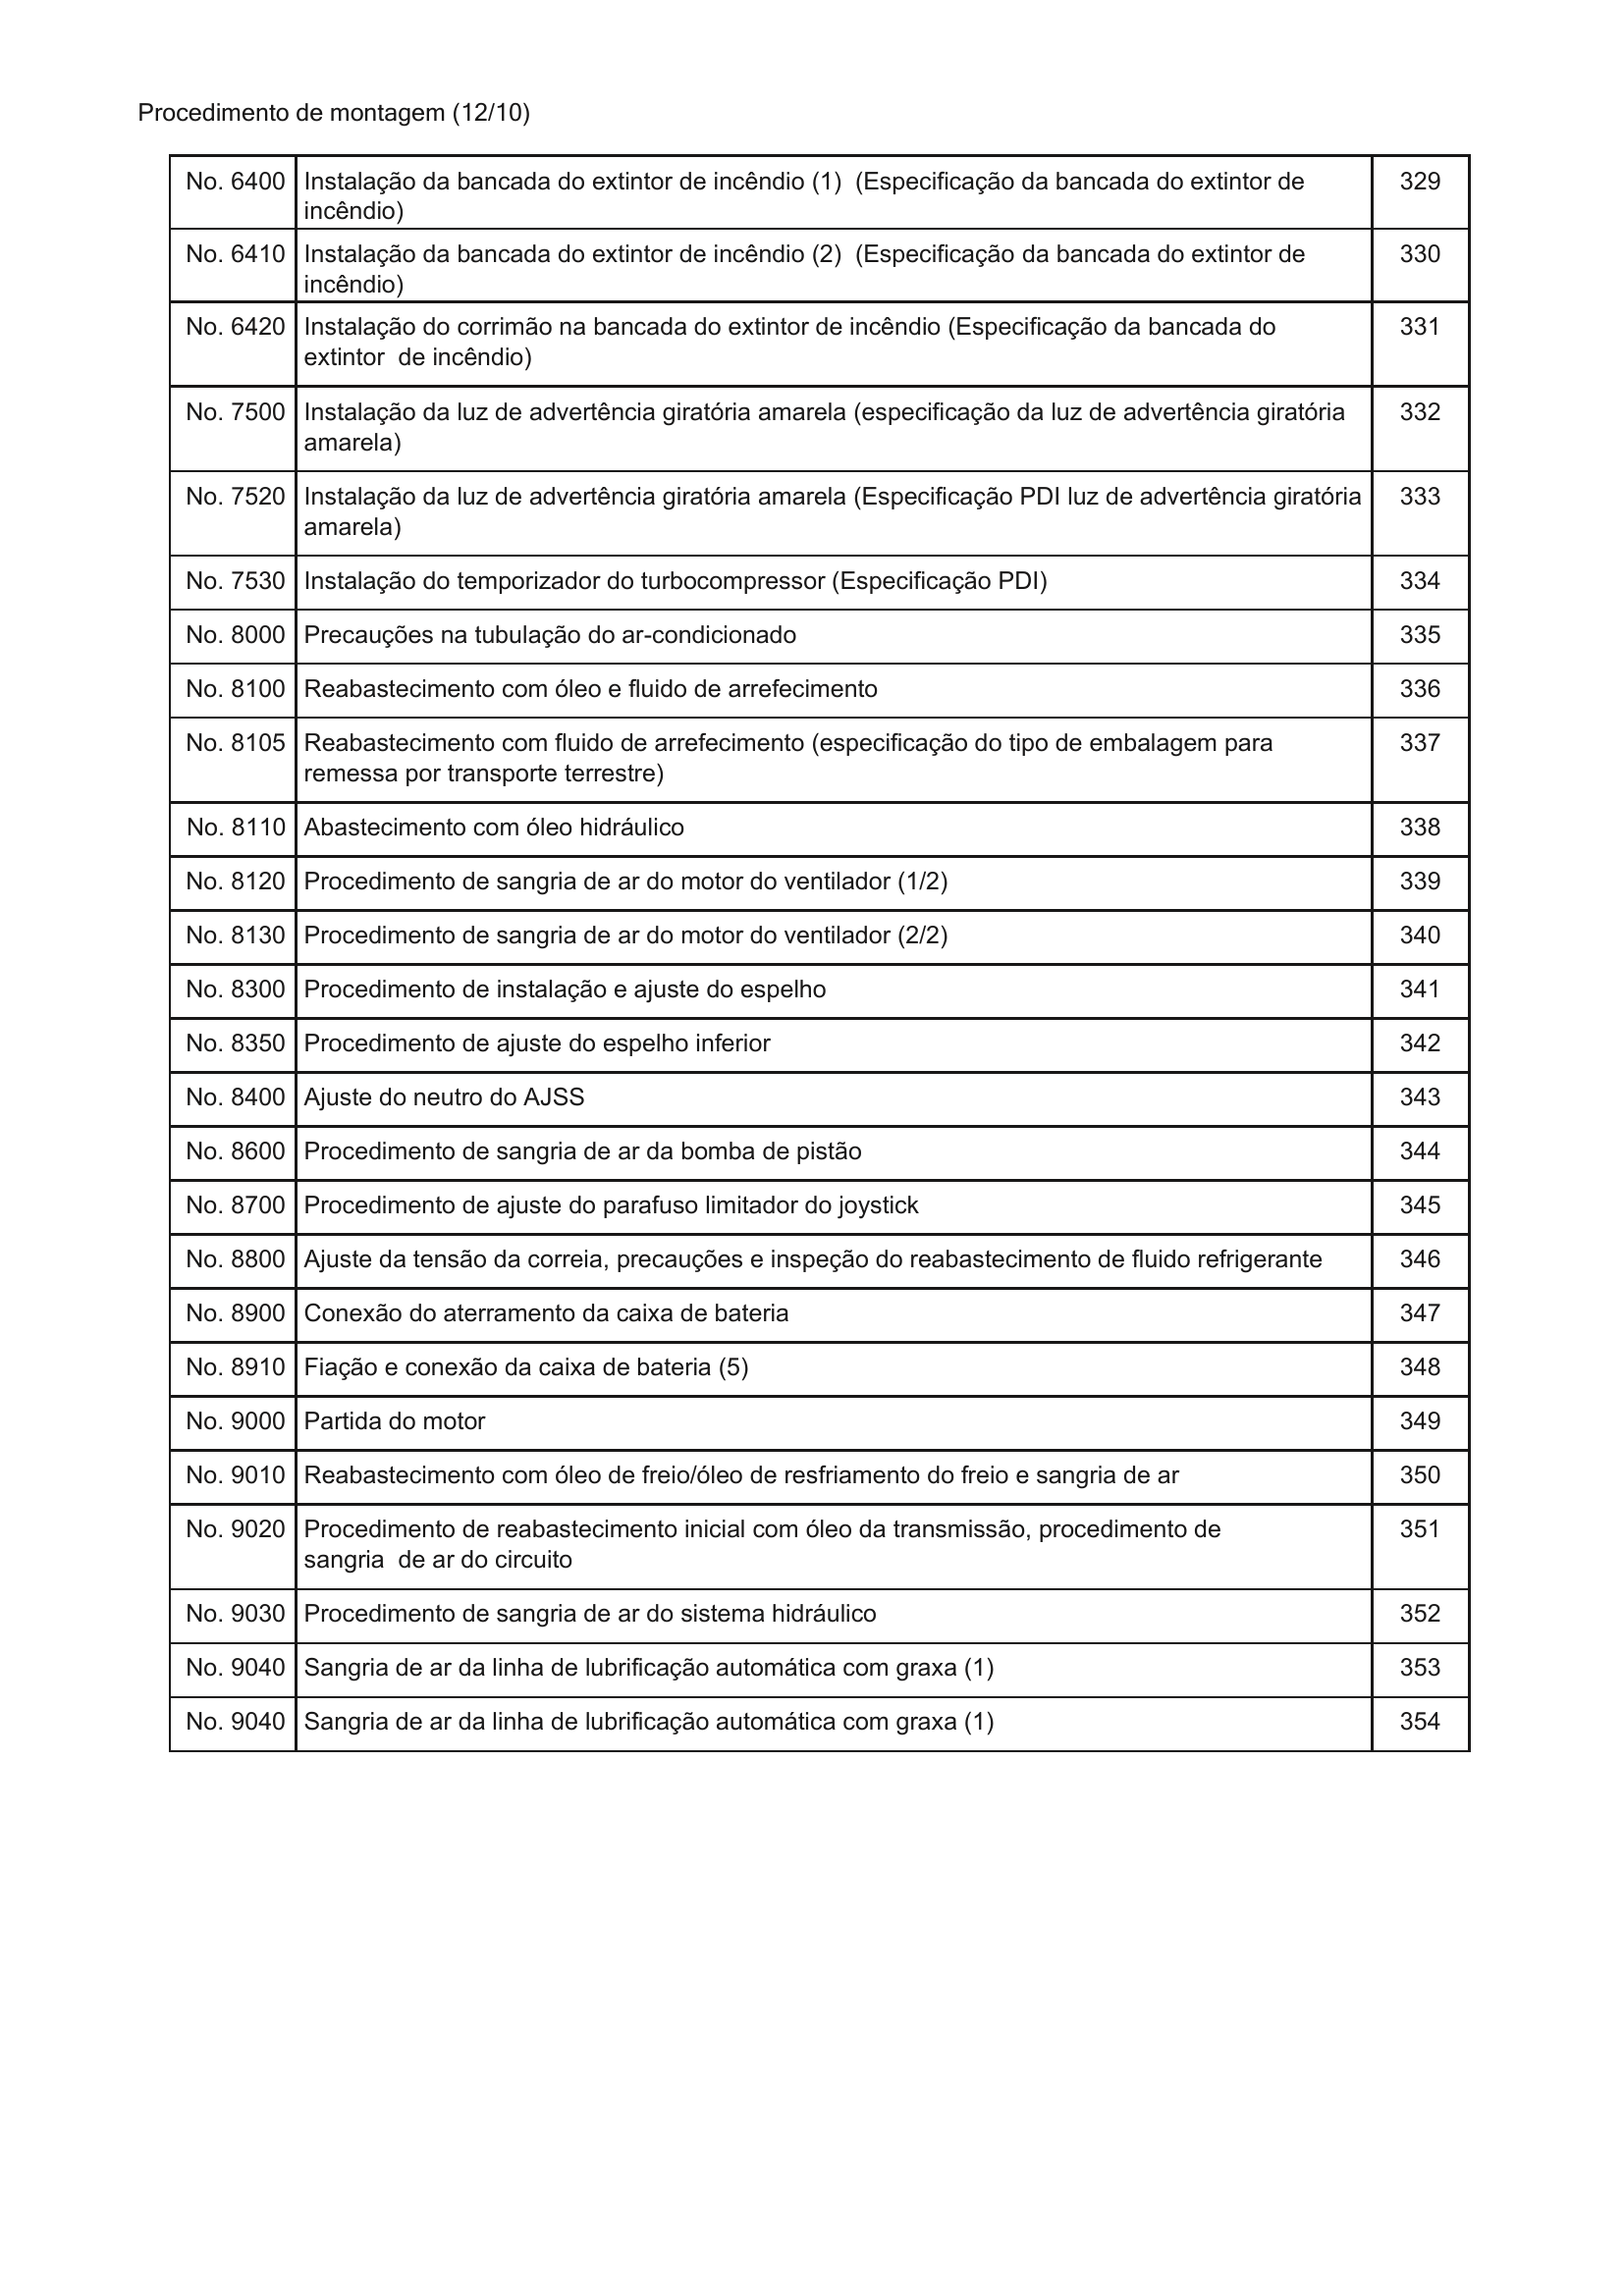 Procedimento de montagem (12/10)
No. 6400 Instalação da bancada do extintor de incêndio (1)  (Especificação da bancada do extintor de 329
incêndio)
No. 6410 Instalação da bancada do extintor de incêndio (2)  (Especificação da bancada do extintor de 330
incêndio)
No. 6420 Instalação do corrimão na bancada do extintor de incêndio (Especificação da bancada do 331
extintor  de incêndio)
No. 7500 Instalação da luz de advertência giratória amarela (especificação da luz de advertência giratória 332
amarela)
No. 7520 Instalação da luz de advertência giratória amarela (Especificação PDI luz de advertência giratória 333
amarela)
No. 7530 Instalação do temporizador do turbocompressor (Especificação PDI) 334
No. 8000 Precauções na tubulação do ar-condicionado 335
No. 8100 Reabastecimento com óleo e fluido de arrefecimento 336
No. 8105 Reabastecimento com fluido de arrefecimento (especificação do tipo de embalagem para 337
remessa por transporte terrestre)
No. 8110 Abastecimento com óleo hidráulico 338
No. 8120 Procedimento de sangria de ar do motor do ventilador (1/2) 339
No. 8130 Procedimento de sangria de ar do motor do ventilador (2/2) 340
No. 8300 Procedimento de instalação e ajuste do espelho 341
No. 8350 Procedimento de ajuste do espelho inferior 342
No. 8400 Ajuste do neutro do AJSS 343
No. 8600 Procedimento de sangria de ar da bomba de pistão 344
No. 8700 Procedimento de ajuste do parafuso limitador do joystick 345
No. 8800 Ajuste da tensão da correia, precauções e inspeção do reabastecimento de fluido refrigerante 346
No. 8900 Conexão do aterramento da caixa de bateria 347
No. 8910 Fiação e conexão da caixa de bateria (5) 348
No. 9000 Partida do motor 349
No. 9010 Reabastecimento com óleo de freio/óleo de resfriamento do freio e sangria de ar 350
No. 9020 Procedimento de reabastecimento inicial com óleo da transmissão, procedimento de 351
sangria  de ar do circuito
No. 9030 Procedimento de sangria de ar do sistema hidráulico 352
No. 9040 Sangria de ar da linha de lubrificação automática com graxa (1) 353
No. 9040 Sangria de ar da linha de lubrificação automática com graxa (1) 354